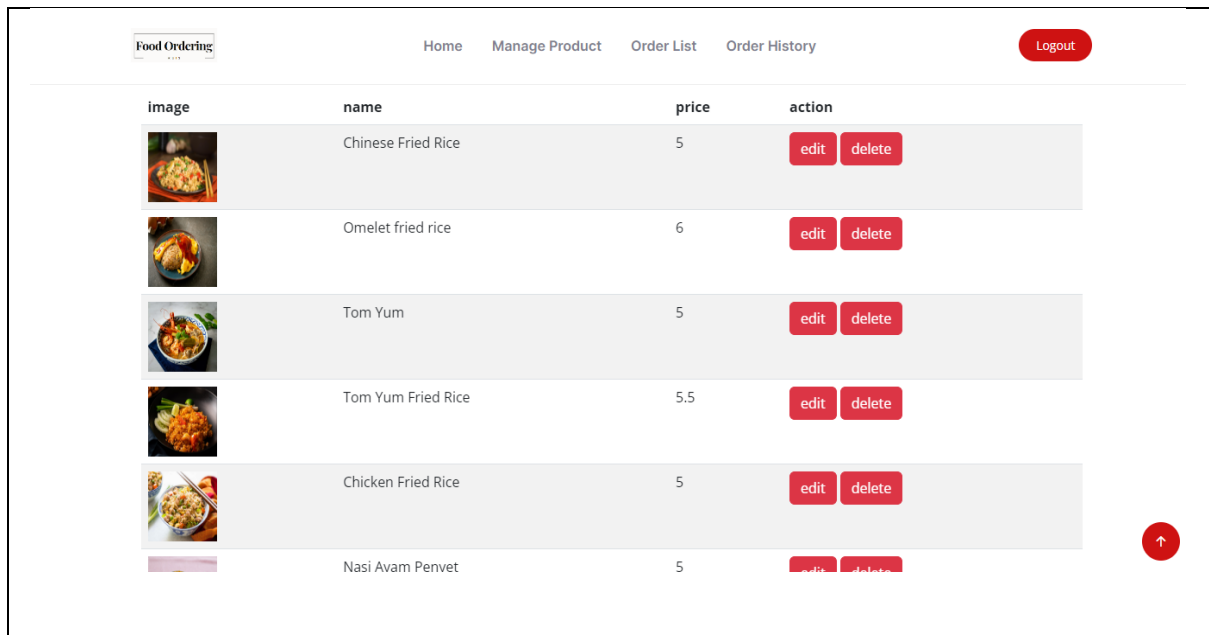 Food Ordering Home Manage Product Order List Order History Logout
image name price action
Chinese Fried Rice 5 edit delete
Omelet fried rice 6 edit delete
Tom Yum 5 edit delete
Tom Yum Fried Rice 5.5 edit delete
Chicken Fried Rice 5 edit delete
Nasi Ayam Penyet 5 edit delete